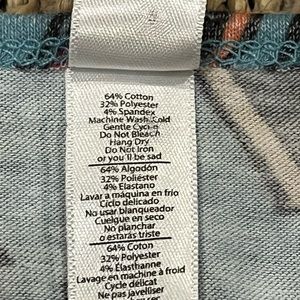 64% Cotton
32% Polyester
4% Spandex
Machine Wash Cold
Gentle Cycle
Do Not Bleach
Hang Dry
Do Not Iron
or you'll be sad
64% Algodón
32% Poliéster
4% Elastano
Lavar a máquina en frío
Ciclo delicado
No usar blanqueador
Cuelgue en seco
No planchar
o estarás triste
64% Coton
32% Polyester
4% Élasthanne
Lavage en machine à froid
Cycle délicat
Ne pas javelliser